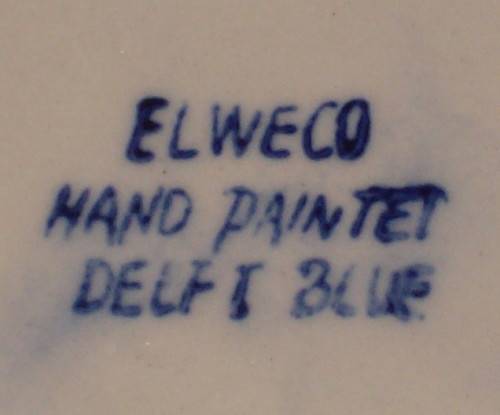 ELWECO
HAND PAINTET
DELFT BLUE